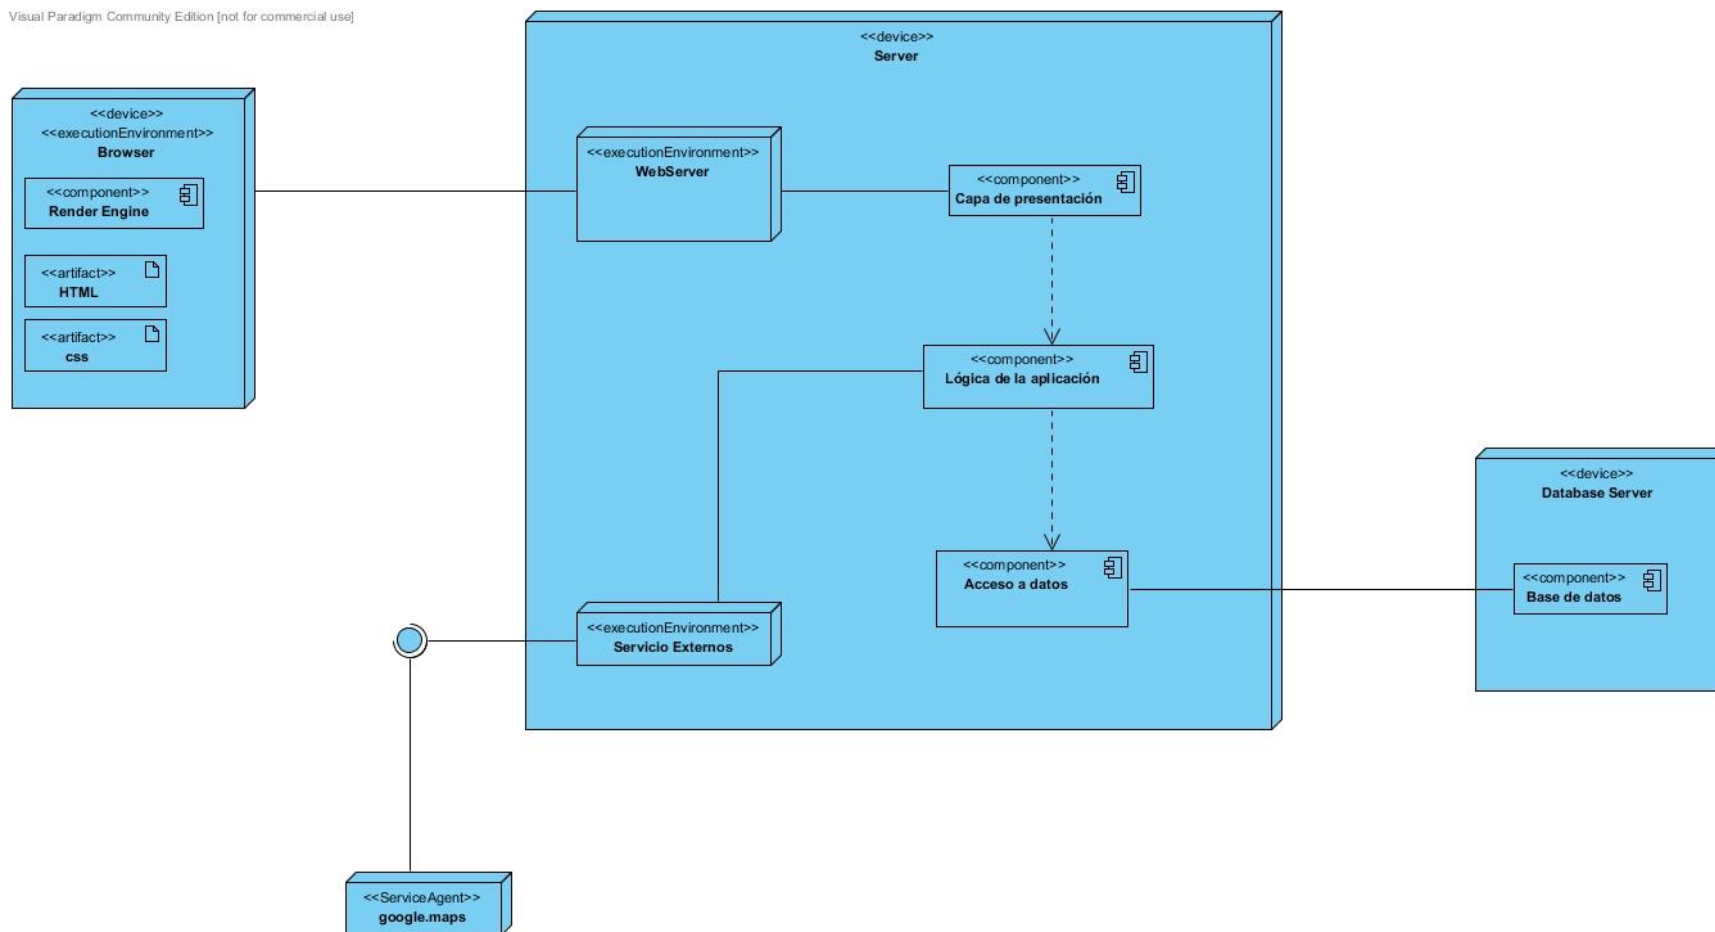 Visual Paradigm Community Edition [not for commercial use]
<<device>>
Server
<<device>>
<<executionEnvironment>>
Browser
<<component>>
Render Engine
<<artifact>>
HTML
<<artifact>>
css
<<executionEnvironment>>
WebServer
<<component>>
Capa de presentación
<<component>>
Lógica de la aplicación
<<component>>
Acceso a datos
<<executionEnvironment>>
Servicio Externos
<<device>>
Database Server
<<component>>
Base de datos
<<ServiceAgent>>
google.maps